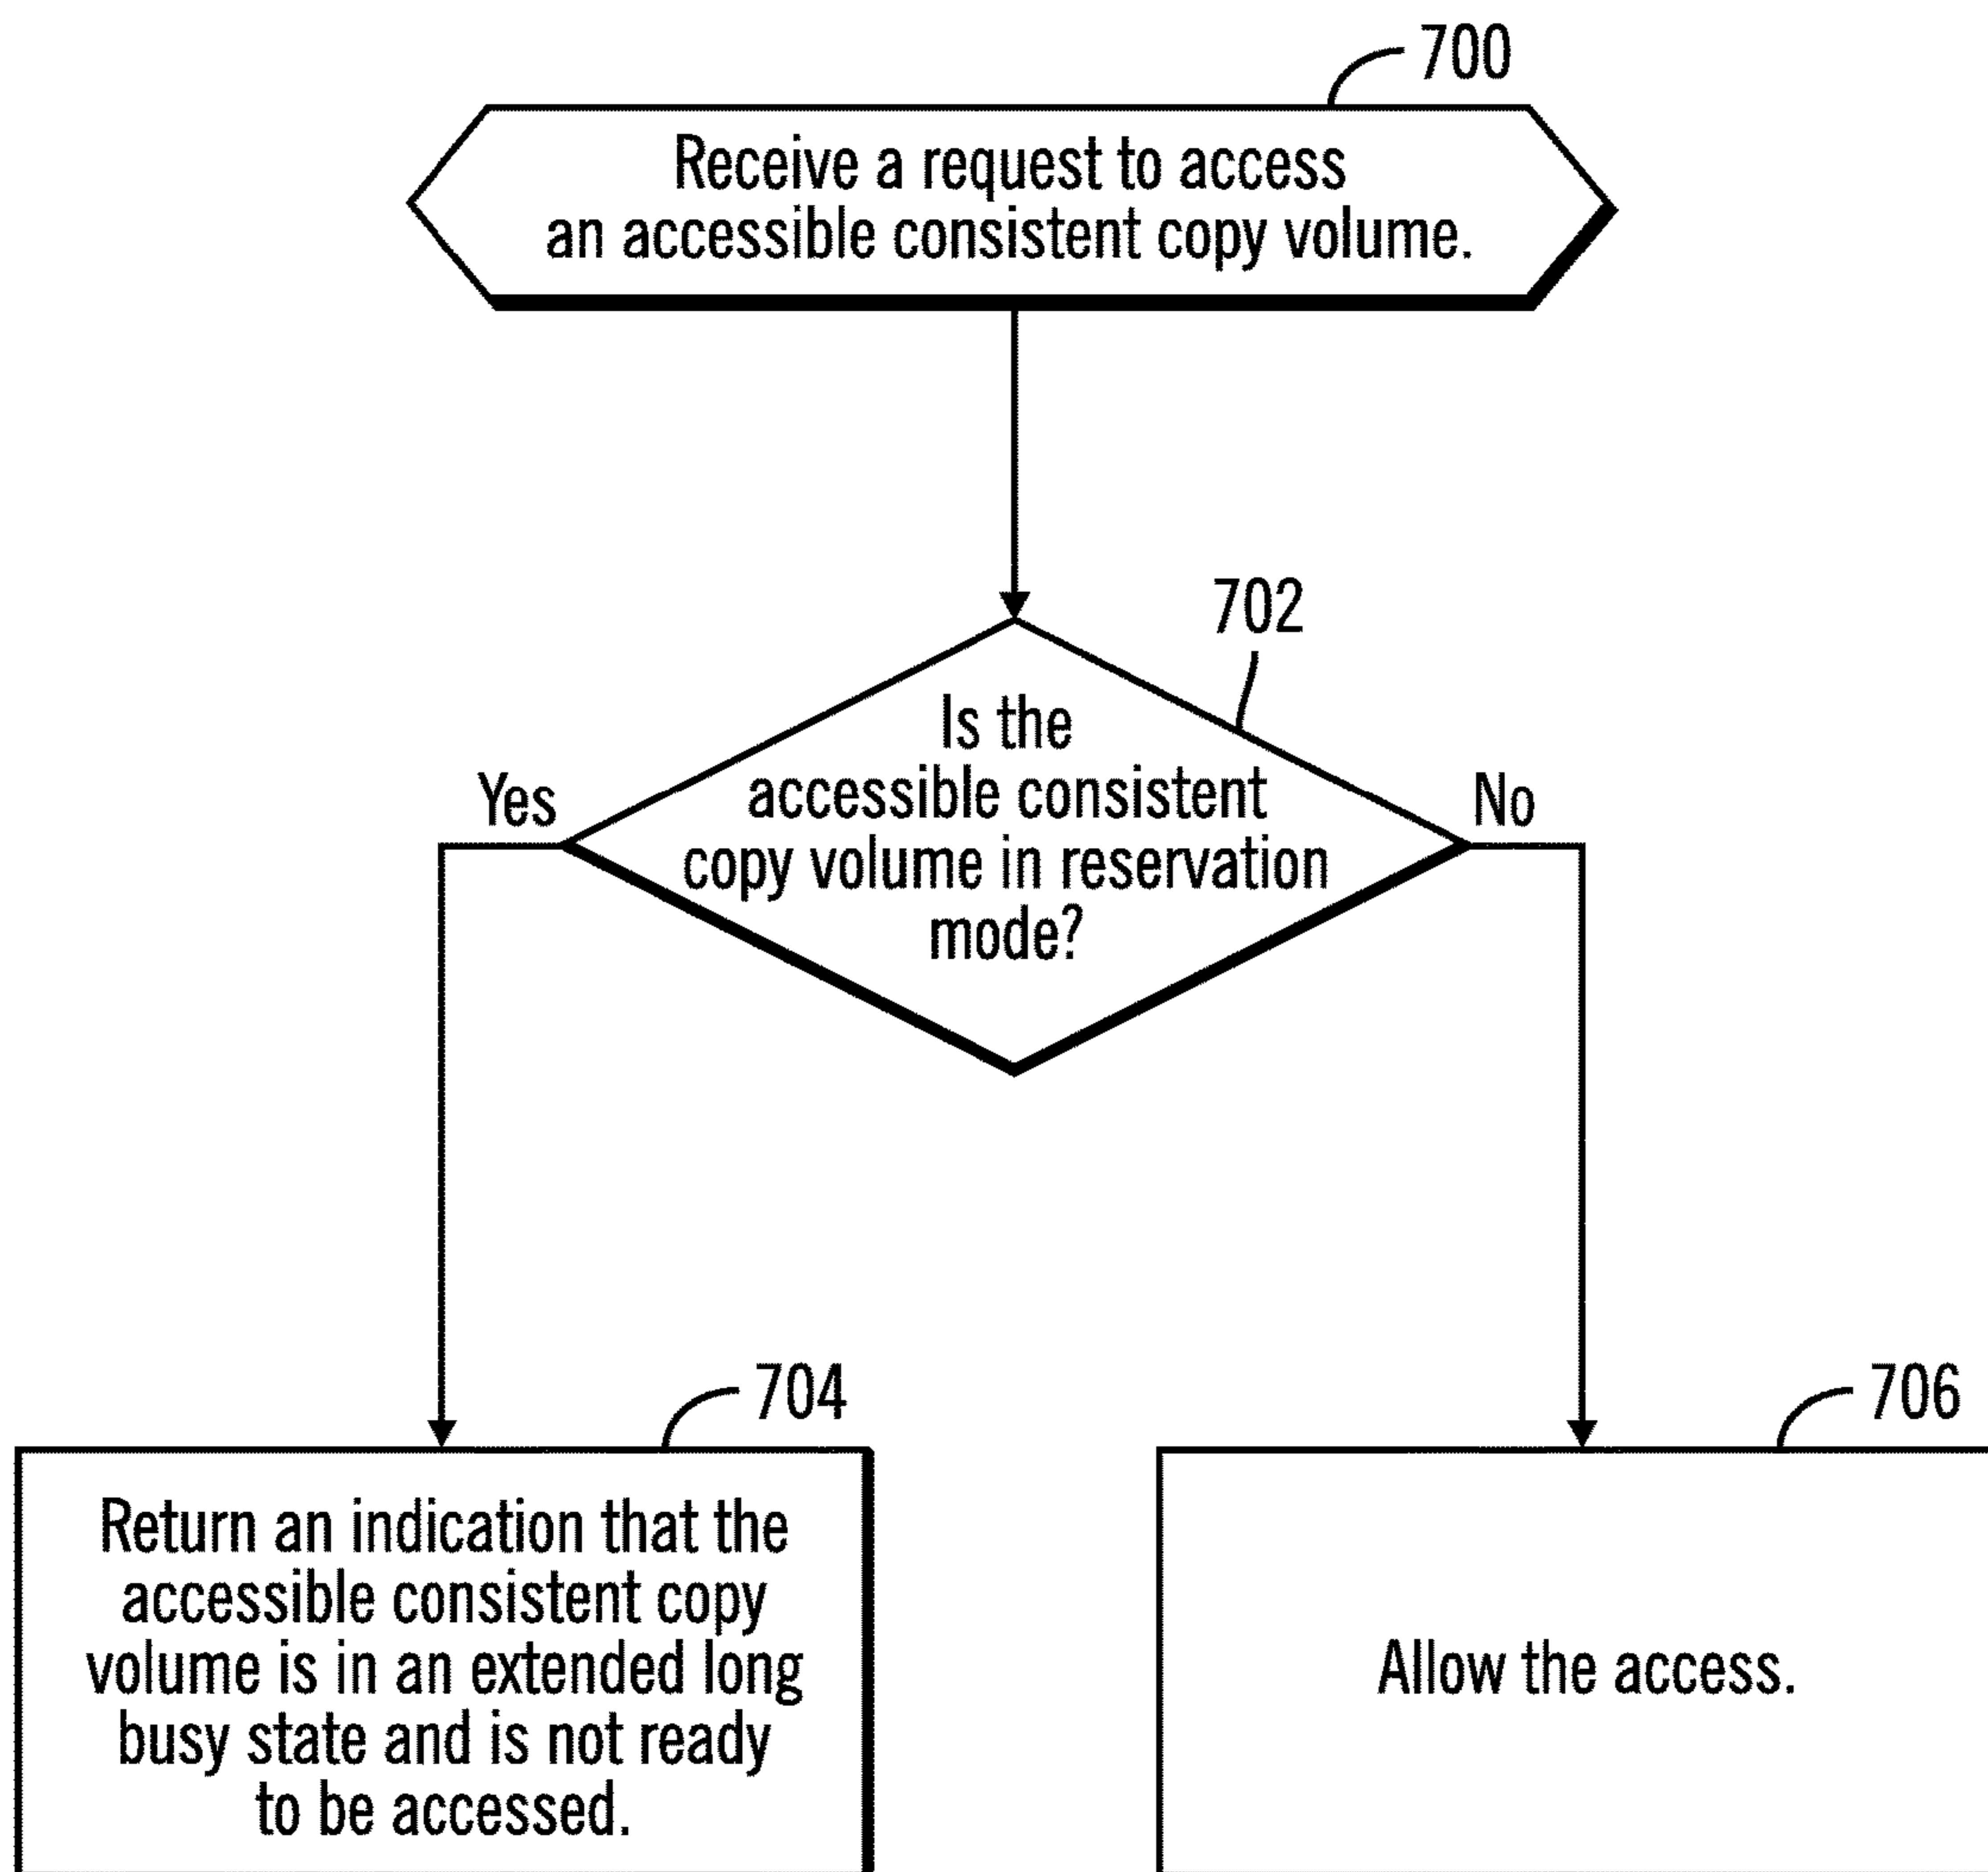 700
Receive a request to access
an accessible consistent copy volume.
702
Is the
accessible consistent
copy volume in reservation
mode?
Yes
No
704
Return an indication that the
accessible consistent copy
volume is in an extended long
busy state and is not ready
to be accessed.
706
Allow the access.